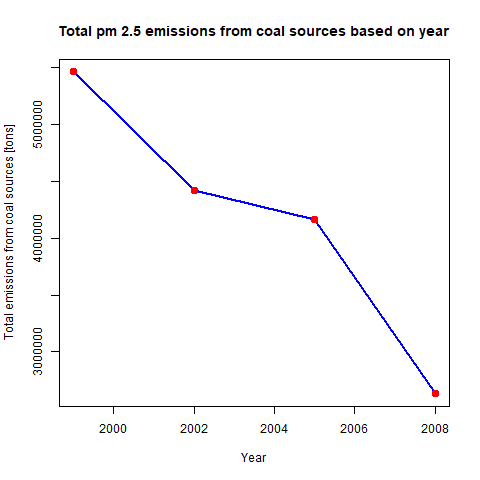 Total pm 2.5 emissions from coal sources based on year
Total emissions from coal sources [tons]
5000000
4000000
3000000
2000
2002
2004
2006
2008
Year